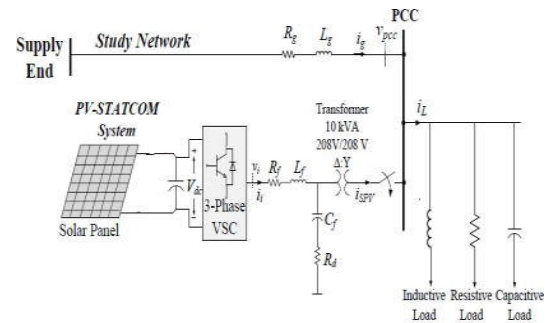 PCC
Supply
End
Study Network
R_g
L_g
i_g
v_pcc
PV-STATCOM
System
Transformer
10 kVA
208V/208 V
Δ-Y
i_L
+
V_dc
-
3-Phase
VSC
v_i
i_i
R_f
L_f
i_SPV
C_f
R_d
Solar Panel
Inductive
Load
Resistive
Load
Capacitive
Load